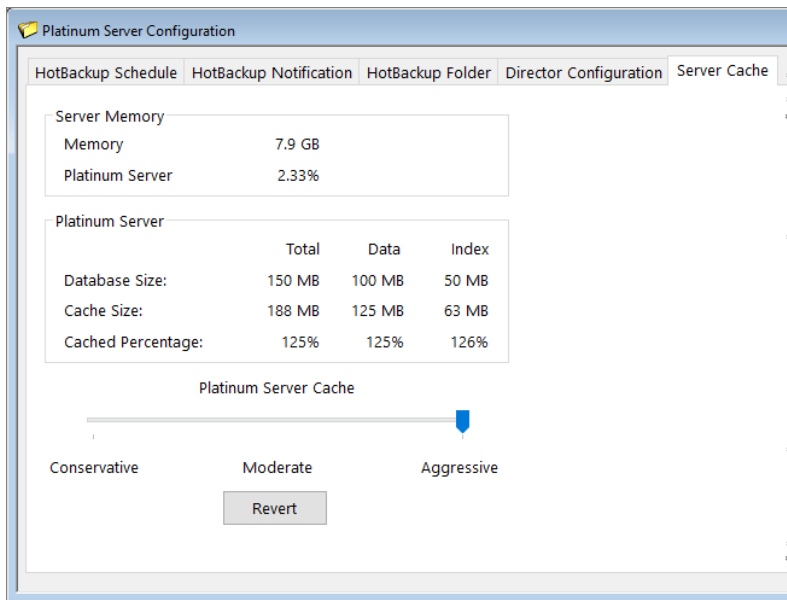 Platinum Server Configuration
HotBackup Schedule HotBackup Notification HotBackup Folder Director Configuration Server Cache
Server Memory
Memory 7.9 GB
Platinum Server 2.33%
Platinum Server
Total Data Index
Database Size: 150 MB 100 MB 50 MB
Cache Size: 188 MB 125 MB 63 MB
Cached Percentage: 125% 125% 126%
Platinum Server Cache
Conservative Moderate Aggressive
Revert